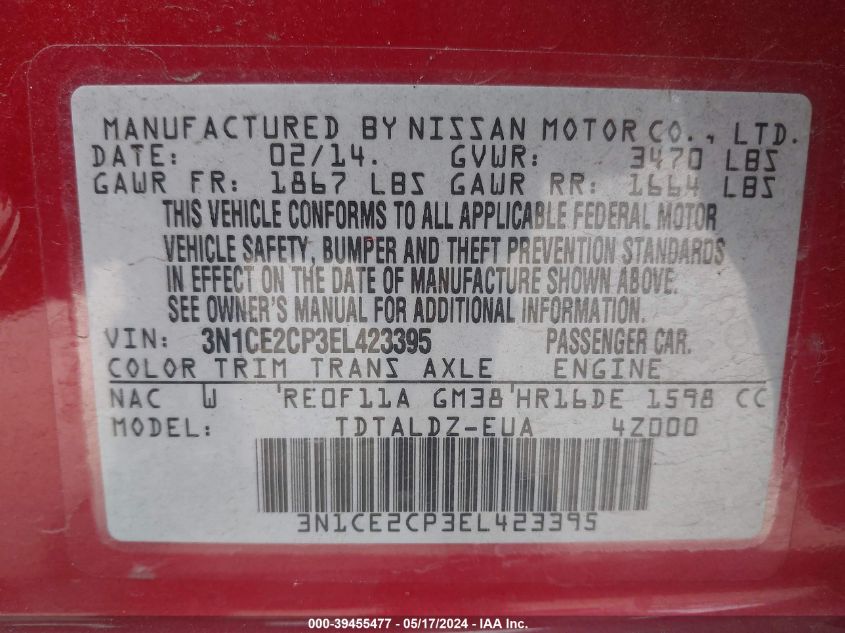 MANUFACTURED BY NISSAN MOTOR CO., LTD.
DATE: 02/14. GVWR: 3470 LBS
GAWR FR: 1867 LBS GAWR RR: 1664 LBS
THIS VEHICLE CONFORMS TO ALL APPLICABLE FEDERAL MOTOR
VEHICLE SAFETY, BUMPER AND THEFT PREVENTION STANDARDS
IN EFFECT ON THE DATE OF MANUFACTURE SHOWN ABOVE.
SEE OWNER'S MANUAL FOR ADDITIONAL INFORMATION.
VIN: 3N1CE2CP3EL423395 PASSENGER CAR.
COLOR TRIM TRANS AXLE ENGINE
NAC W 'RE0F11A GM38'HR16DE 1598 CC
MODEL: TDTALDZ-EUA 4Z000
3N1CE2CP3EL423395
000-39455477 - 05/17/2024 - IAA Inc.